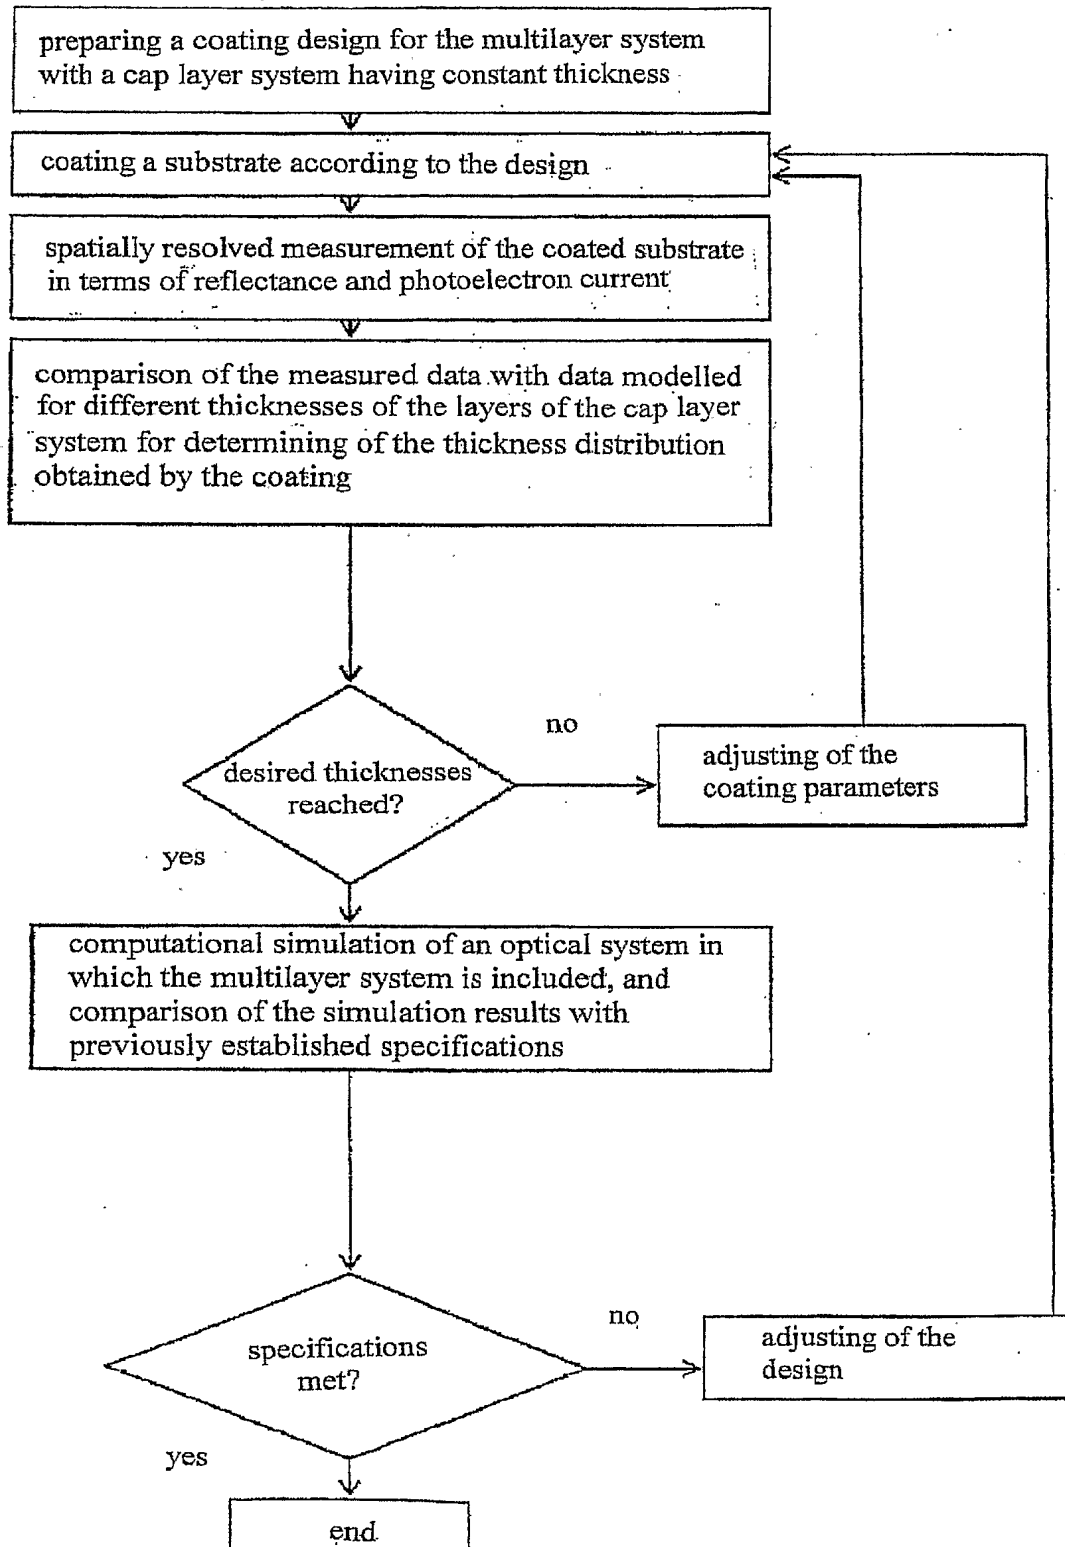 preparing a coating design for the multilayer system
with a cap layer system having constant thickness
coating a substrate according to the design
spatially resolved measurement of the coated substrate
in terms of reflectance and photoelectron current
comparison of the measured data with data modelled
for different thicknesses of the layers of the cap layer
system for determining of the thickness distribution
obtained by the coating
desired thicknesses
reached?
no
adjusting of the
coating parameters
yes
computational simulation of an optical system in
which the multilayer system is included, and
comparison of the simulation results with
previously established specifications
specifications
met?
no
adjusting of the
design
yes
end